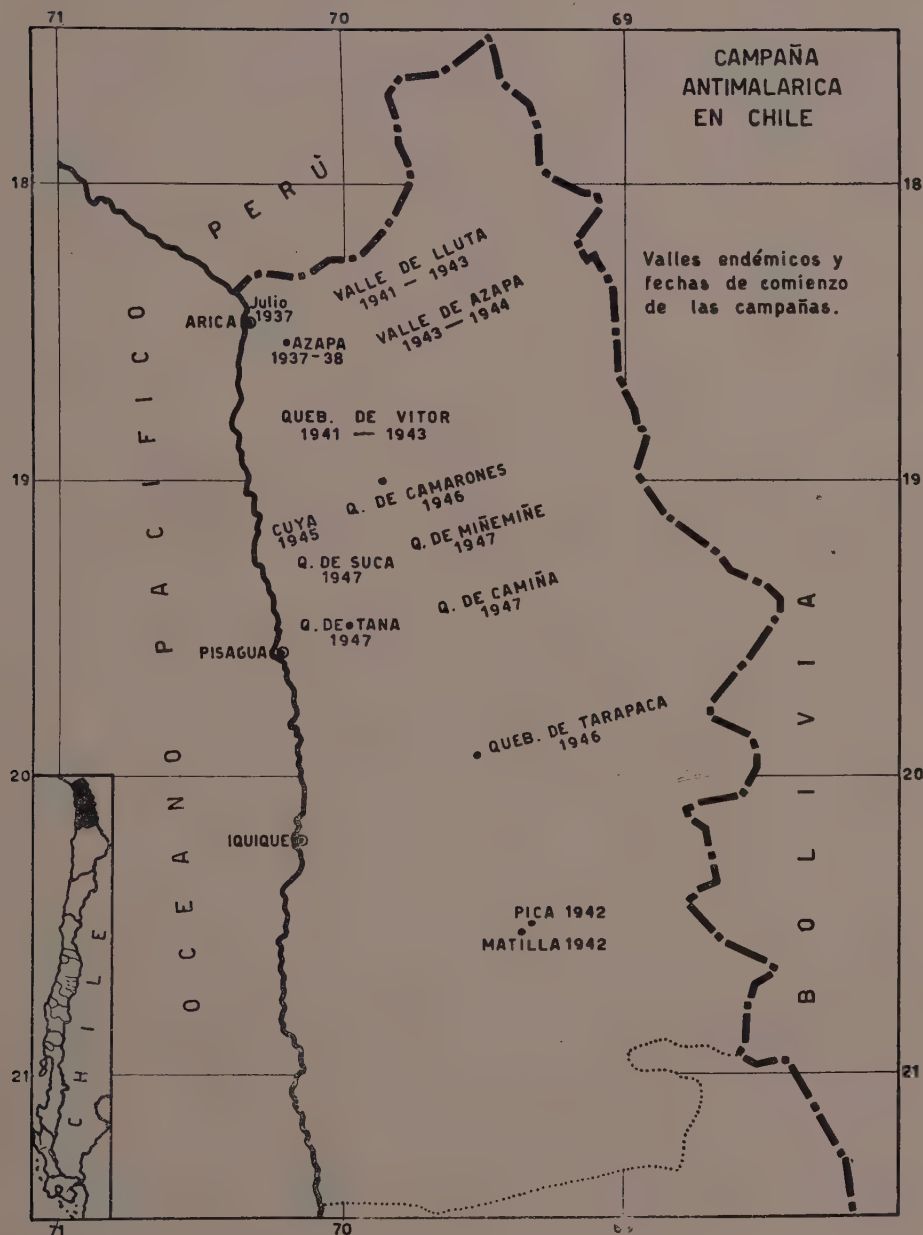 71
70
69
CAMPAÑA
ANTIMALARICA
EN CHILE
18
18
PERÙ
Valles endémicos y
fechas de comienzo
de las campañas.
VALLE DE LLUTA
1941 — 1943
Julio
1937
ARICA
VALLE DE AZAPA
1943 — 1944
AZAPA
1937-38
QUEB. DE VITOR
1941 — 1943
19
19
Q. DE CAMARONES
1946
CUYA
1945
Q. DE MIÑEMIÑE
1947
Q. DE SUCA
1947
Q. DE CAMIÑA
1947
Q. DE TANA
1947
PISAGUA
QUEB. DE TARAPACA
1946
20
20
IQUIQUE
PICA 1942
MATILLA 1942
OCEANO PACIFICO
BOLIVIA
CHILE
21
21
71
70
69